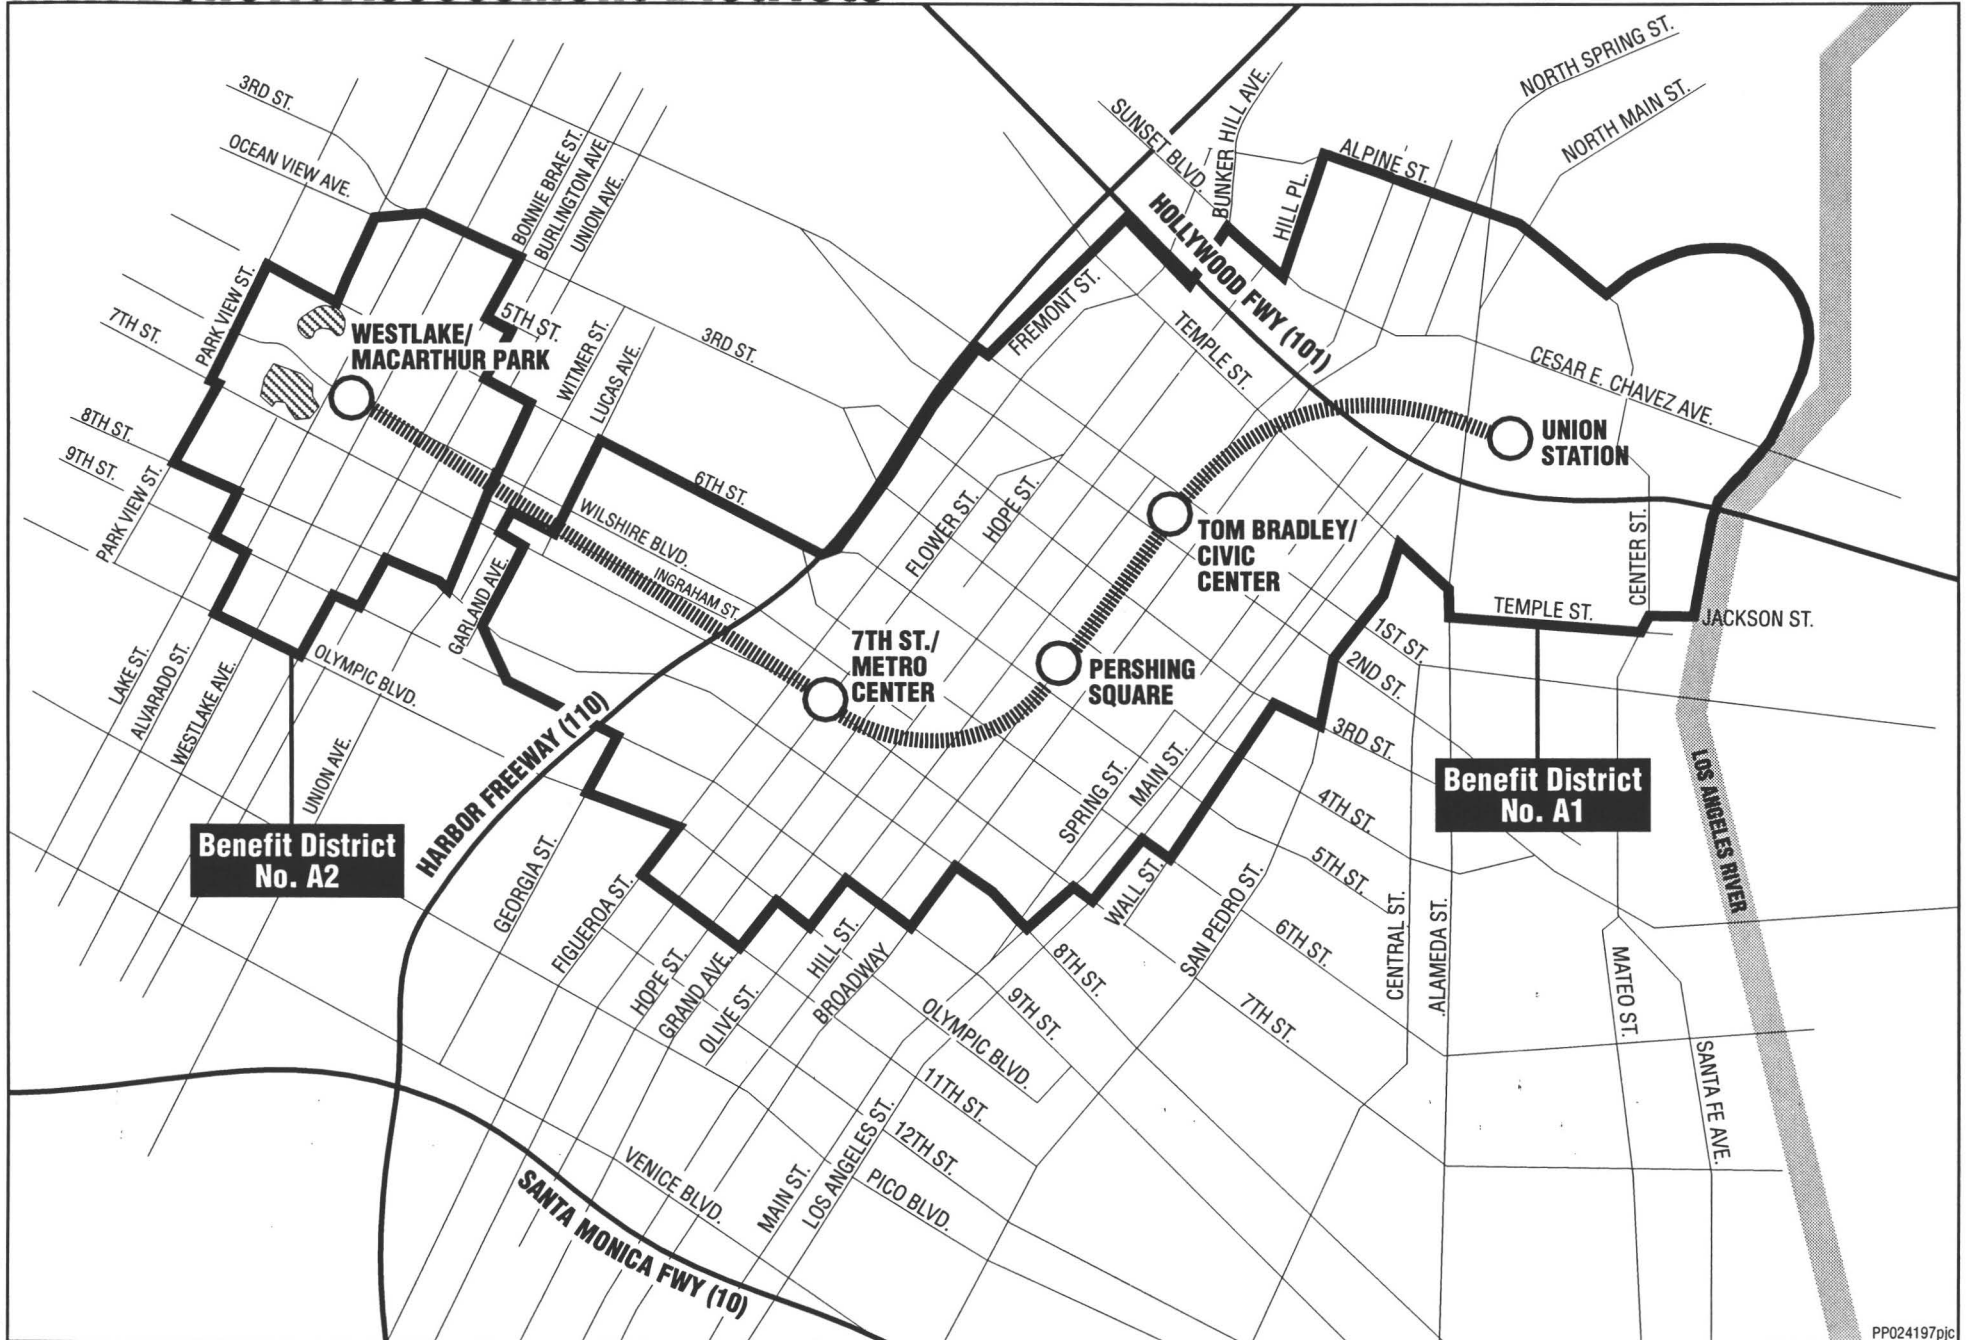 3RD ST.
OCEAN VIEW AVE.
BONNIE BRAE ST.
BURLINGTON AVE.
UNION AVE.
SUNSET BLVD.
BUNKER HILL AVE.
HILL PL.
ALPINE ST.
NORTH SPRING ST.
NORTH MAIN ST.
HOLLYWOOD FWY (101)
PARK VIEW ST.
7TH ST.
WESTLAKE/
MACARTHUR PARK
5TH ST.
WITMER ST.
LUCAS AVE.
3RD ST.
FREMONT ST.
TEMPLE ST.
CESAR E. CHAVEZ AVE.
8TH ST.
9TH ST.
PARK VIEW ST.
6TH ST.
WILSHIRE BLVD.
INGRAHAM ST.
GARLAND AVE.
FLOWER ST.
HOPE ST.
UNION
STATION
TOM BRADLEY/
CIVIC
CENTER
CENTER ST.
TEMPLE ST.
JACKSON ST.
7TH ST./
METRO
CENTER
PERSHING
SQUARE
1ST ST.
2ND ST.
3RD ST.
4TH ST.
5TH ST.
6TH ST.
7TH ST.
LAKE ST.
ALVARADO ST.
WESTLAKE AVE.
UNION AVE.
OLYMPIC BLVD.
HARBOR FREEWAY (110)
Benefit District
No. A2
Benefit District
No. A1
LOS ANGELES RIVER
SPRING ST.
MAIN ST.
WALL ST.
SAN PEDRO ST.
CENTRAL ST.
ALAMEDA ST.
MATEO ST.
SANTA FE AVE.
GEORGIA ST.
FIGUEROA ST.
HOPE ST.
GRAND AVE.
OLIVE ST.
HILL ST.
BROADWAY
8TH ST.
9TH ST.
OLYMPIC BLVD.
11TH ST.
12TH ST.
PICO BLVD.
MAIN ST.
LOS ANGELES ST.
VENICE BLVD.
SANTA MONICA FWY (10)
PP024197pjc